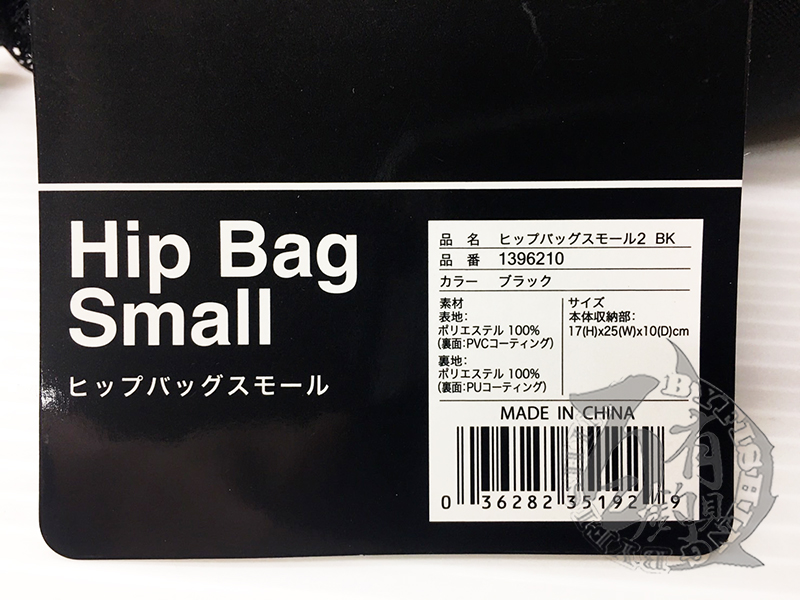 Hip Bag
Small
ヒップバッグスモール
品 名 ヒップバッグスモール2 BK
品 番 1396210
カラー ブラック
素材
表地:
ポリエステル 100%
(裏面:PVCコーティング)
裏地:
ポリエステル 100%
(裏面:PUコーティング)
サイズ
本体収納部:
17(H)x25(W)x10(D)cm
MADE IN CHINA
0 36282 35192 9